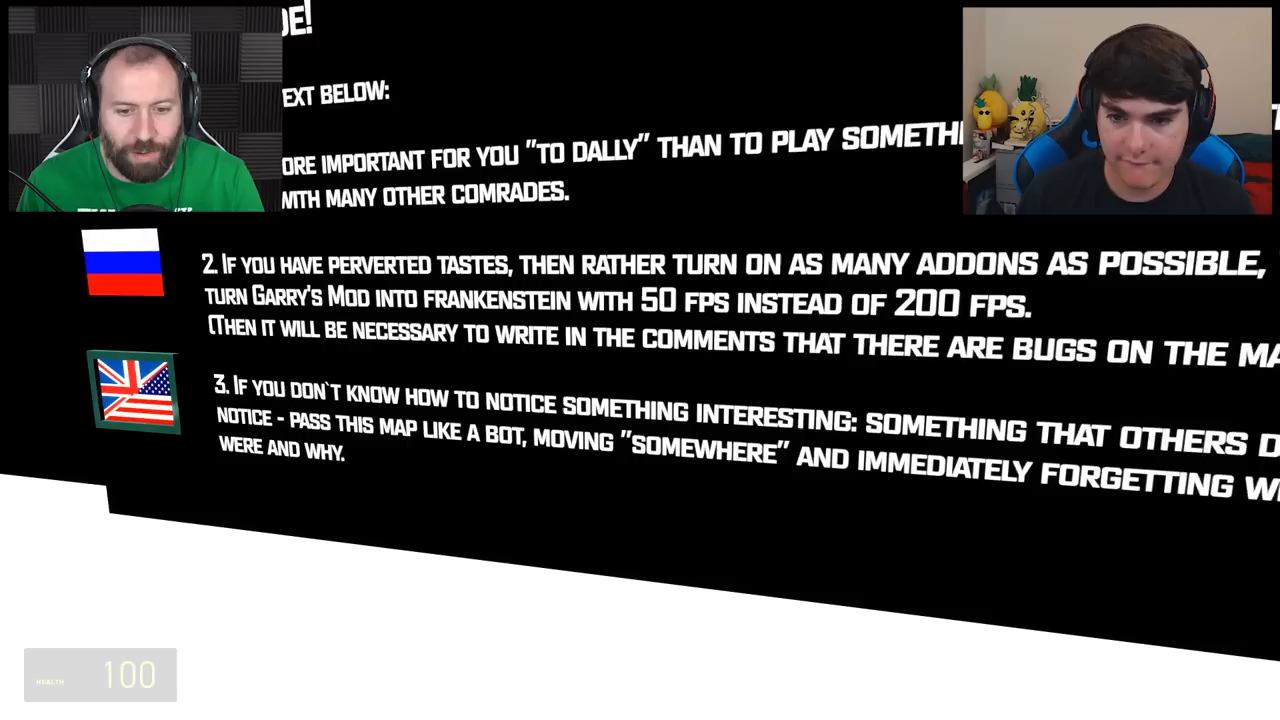 DE!
EXT BELOW:
ORE IMPORTANT FOR YOU "TO DALLY" THAN TO PLAY SOMETHI
WITH MANY OTHER COMRADES.
2. IF YOU HAVE PERVERTED TASTES, THEN RATHER TURN ON AS MANY ADDONS AS POSSIBLE,
TURN GARRY'S MOD INTO FRANKENSTEIN WITH 50 FPS INSTEAD OF 200 FPS.
(THEN IT WILL BE NECESSARY TO WRITE IN THE COMMENTS THAT THERE ARE BUGS ON THE MA
3. IF YOU DON`T KNOW HOW TO NOTICE SOMETHING INTERESTING: SOMETHING THAT OTHERS D
NOTICE - PASS THIS MAP LIKE A BOT, MOVING "SOMEWHERE" AND IMMEDIATELY FORGETTING W
WERE AND WHY.
HEALTH 100